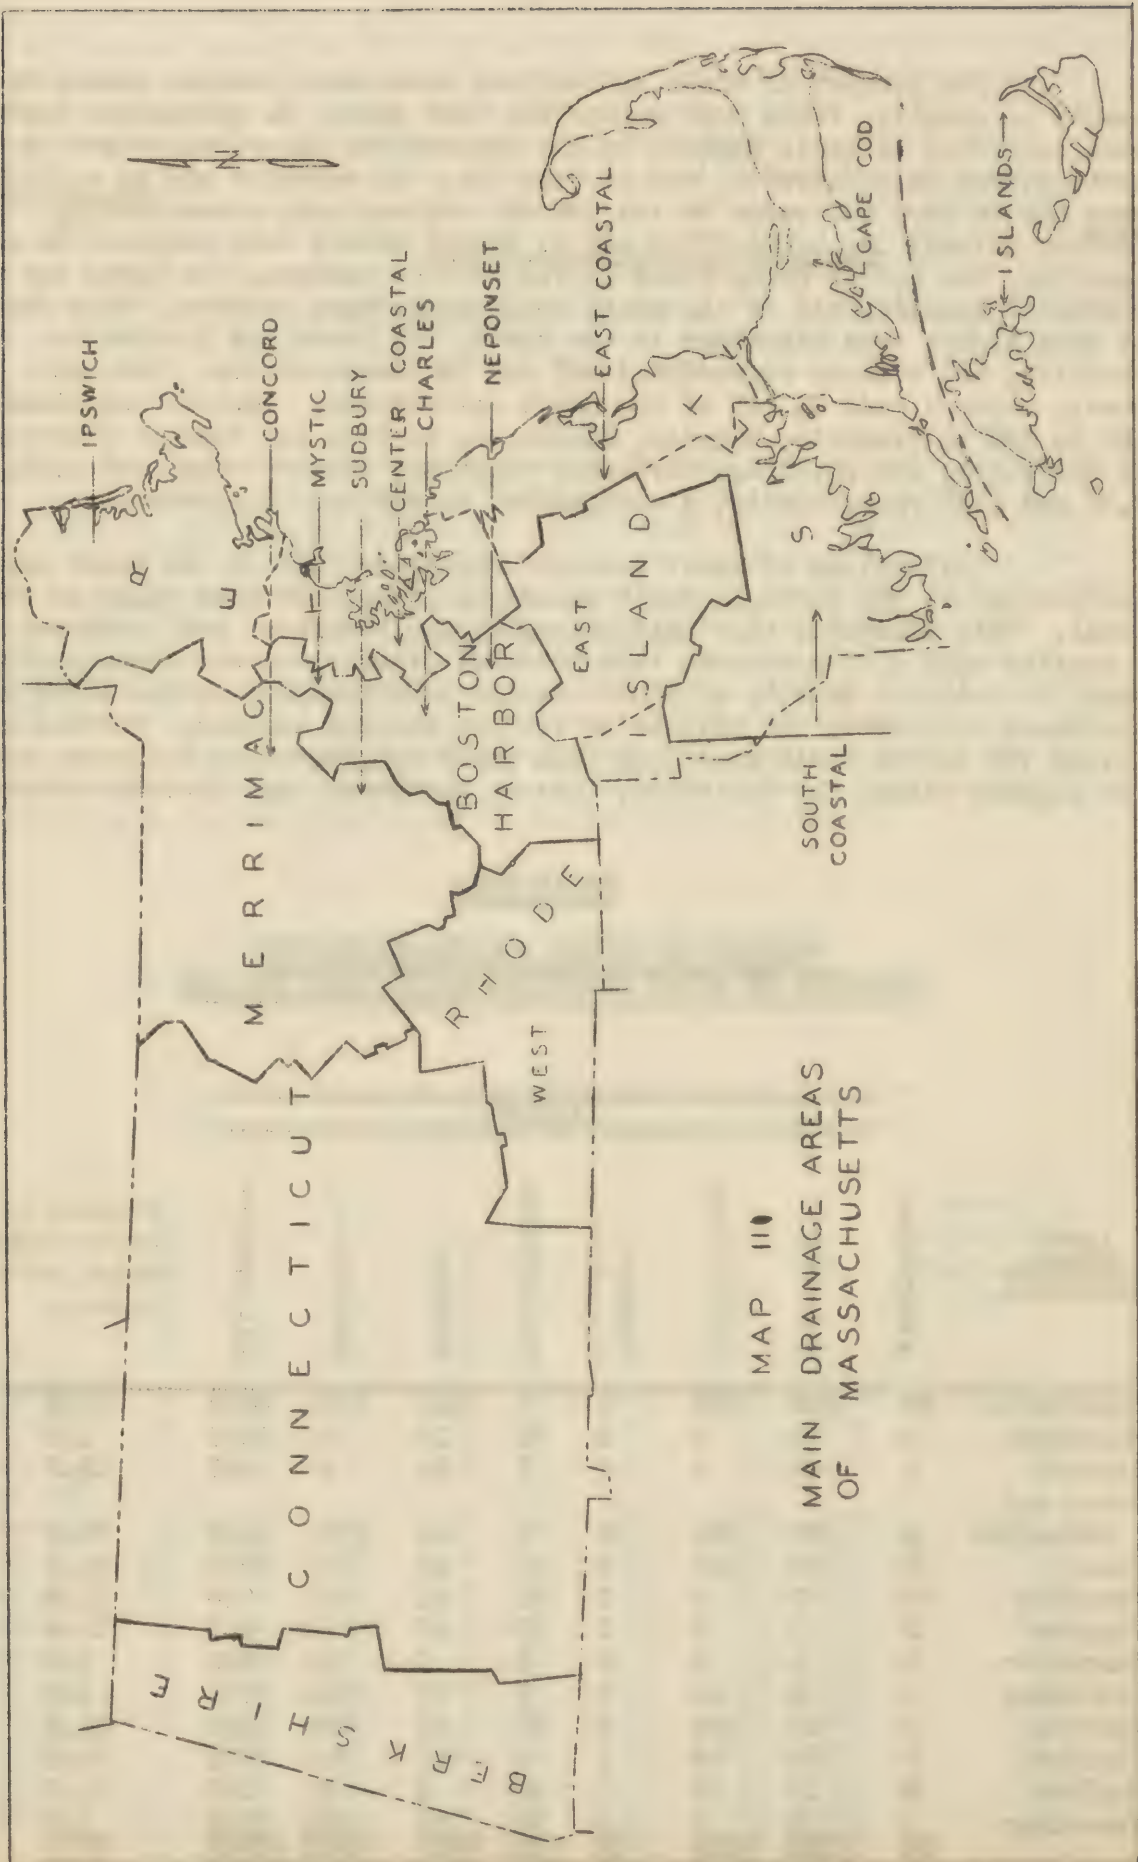 IPSWICH
CONCORD
MYSTIC
SUDBURY
CENTER COASTAL
CHARLES
NEPONSET
EAST COASTAL
CAPE COD
ISLANDS
N
R
E
S
T
BERKSHIRE
CONNECTICUT
MERRIMAC
BOSTON
HARBOR
RHODE
WEST
EAST
ISLAND
SOUTH
COASTAL
MAP III
MAIN DRAINAGE AREAS
OF MASSACHUSETTS